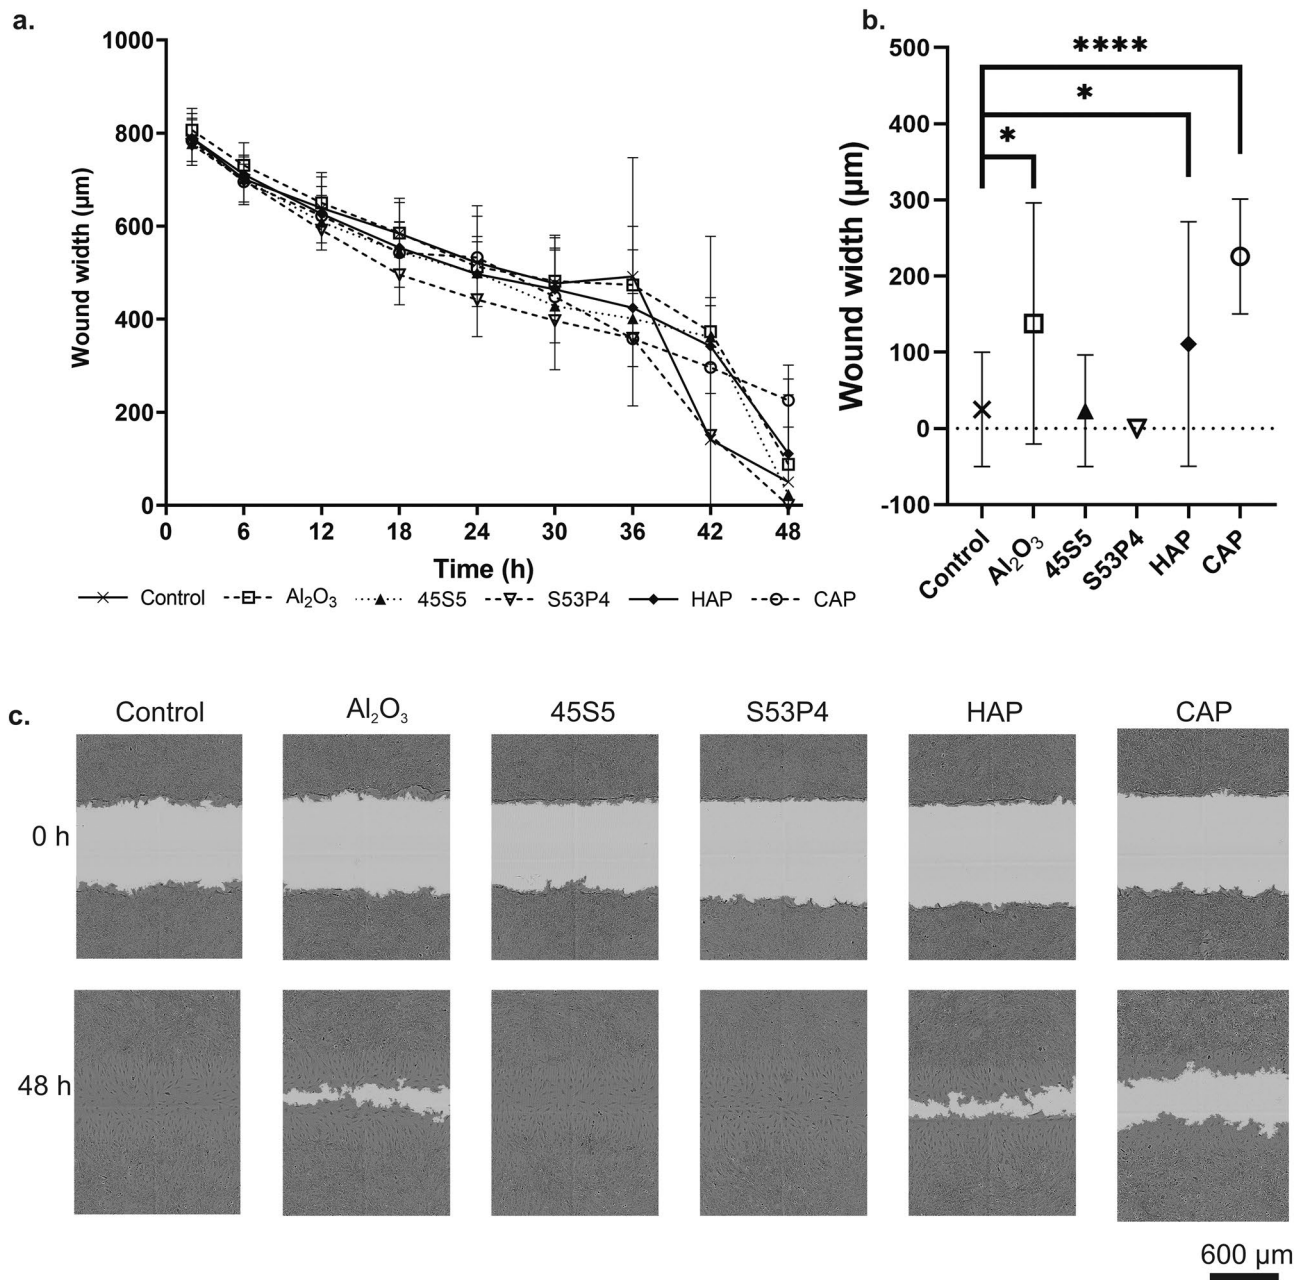 a.
1000
800
600
400
200
0
Wound width (µm)
0 6 12 18 24 30 36 42 48
Time (h)
Control Al₂O₃ 45S5 S53P4 HAP CAP
b.
500
400
300
200
100
0
-100
Wound width (µm)
****
*
*
Control Al₂O₃ 45S5 S53P4 HAP CAP
c.
Control Al₂O₃ 45S5 S53P4 HAP CAP
0 h
48 h
600 µm